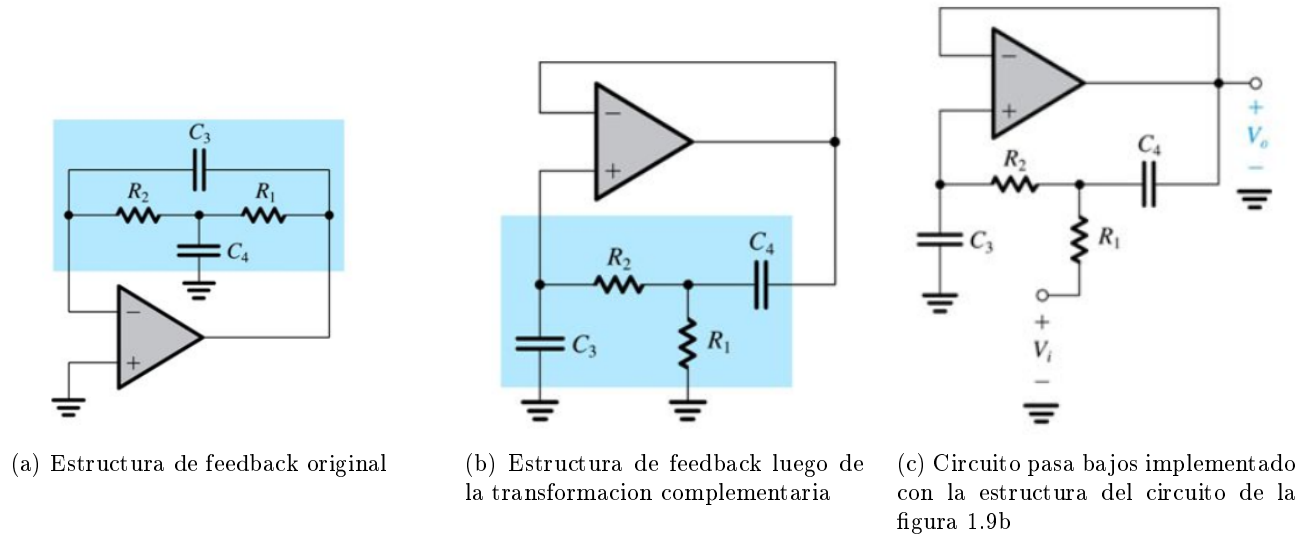 C₃
R₂
R₁
C₄
−
+
(a) Estructura de feedback original
−
+
R₂
C₄
C₃
R₁
(b) Estructura de feedback luego de
la transformacion complementaria
−
+
+
Vₒ
−
C₄
R₂
C₃
R₁
+
Vᵢ
−
(c) Circuito pasa bajos implementado
con la estructura del circuito de la
figura 1.9b